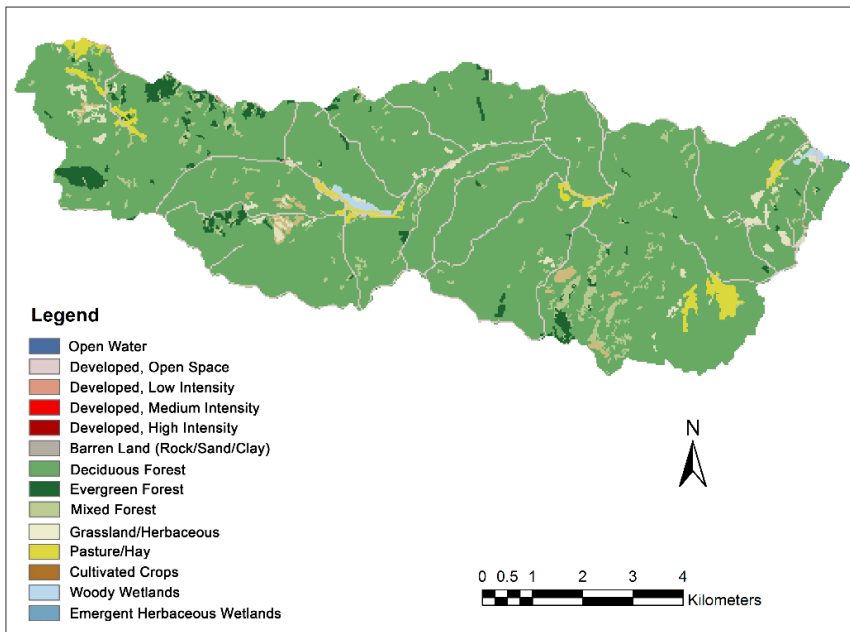 Legend
Open Water
Developed, Open Space
Developed, Low Intensity
Developed, Medium Intensity
Developed, High Intensity
Barren Land (Rock/Sand/Clay)
Deciduous Forest
Evergreen Forest
Mixed Forest
Grassland/Herbaceous
Pasture/Hay
Cultivated Crops
Woody Wetlands
Emergent Herbaceous Wetlands
N
0 0.5 1 2 3 4
Kilometers